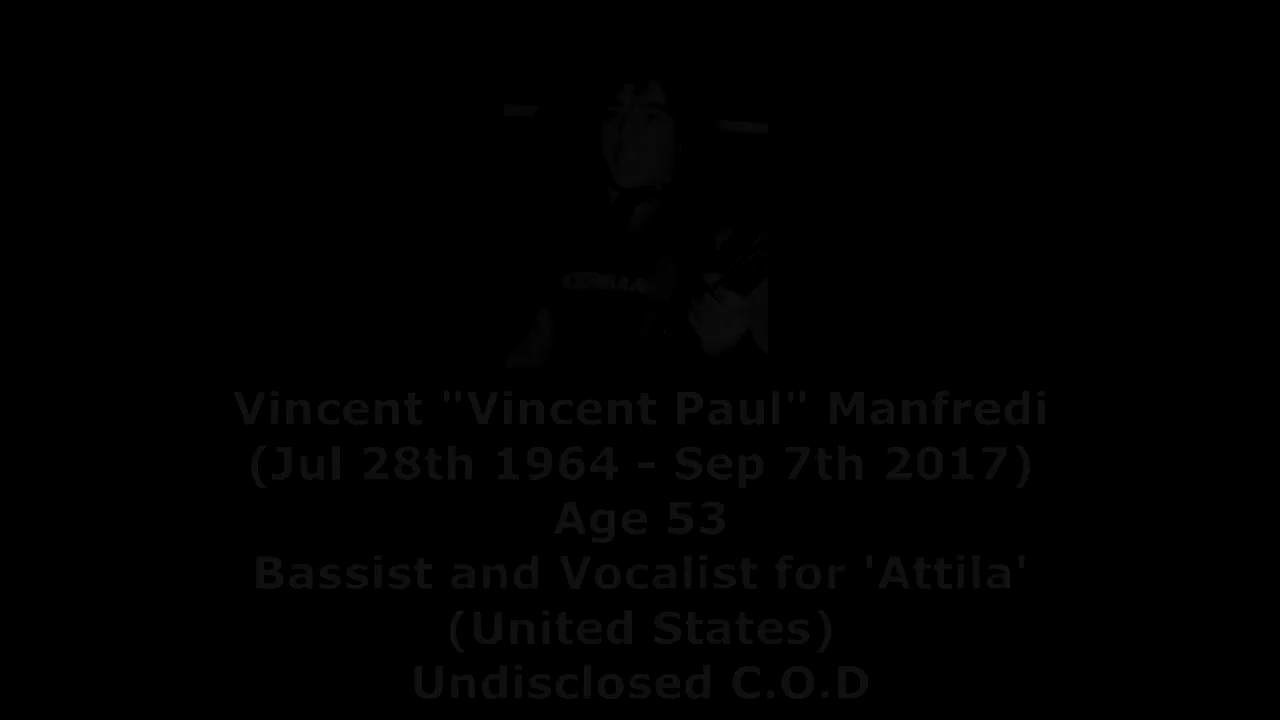 Vincent "Vincent Paul" Manfredi
(Jul 28th 1964 - Sep 7th 2017)
Age 53
Bassist and Vocalist for 'Attila'
(United States)
Undisclosed C.O.D